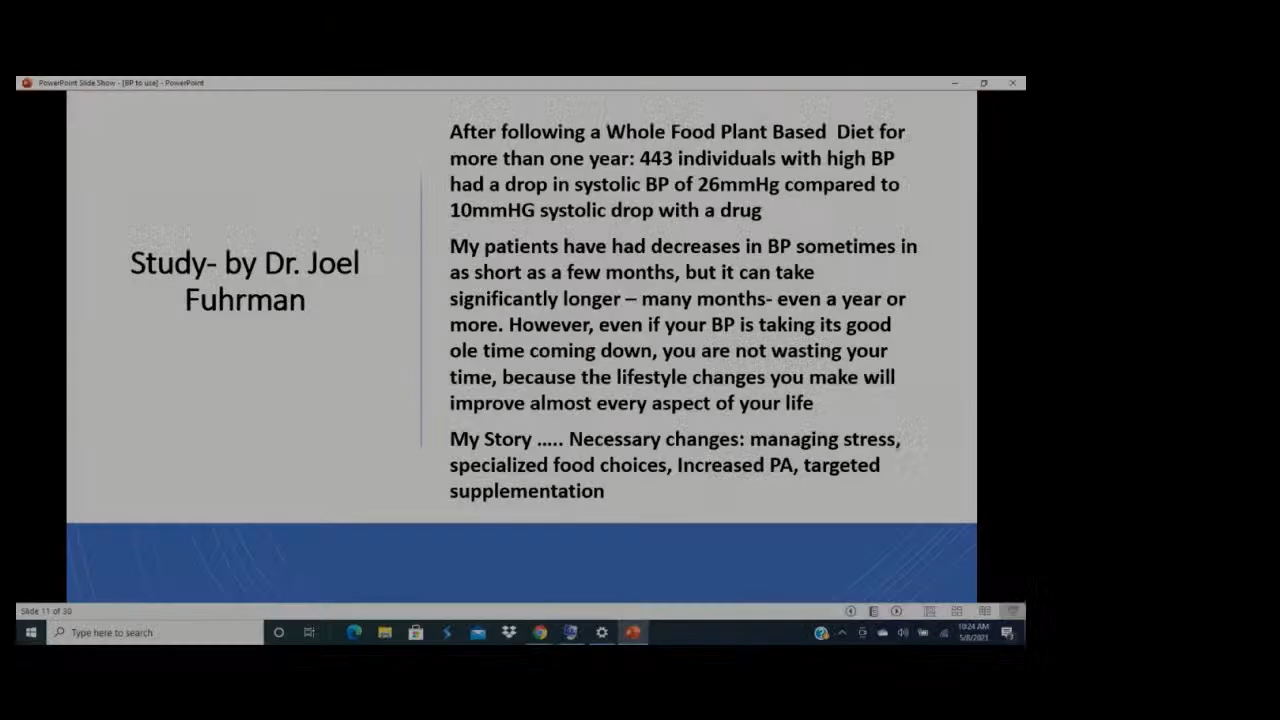 PowerPoint Slide Show - [BP to use] - PowerPoint
Study- by Dr. Joel
Fuhrman
After following a Whole Food Plant Based Diet for
more than one year: 443 individuals with high BP
had a drop in systolic BP of 26mmHg compared to
10mmHG systolic drop with a drug
My patients have had decreases in BP sometimes in
as short as a few months, but it can take
significantly longer – many months- even a year or
more. However, even if your BP is taking its good
ole time coming down, you are not wasting your
time, because the lifestyle changes you make will
improve almost every aspect of your life
My Story ….. Necessary changes: managing stress,
specialized food choices, Increased PA, targeted
supplementation
Slide 11 of 30
Type here to search
10:24 AM
5/8/2021